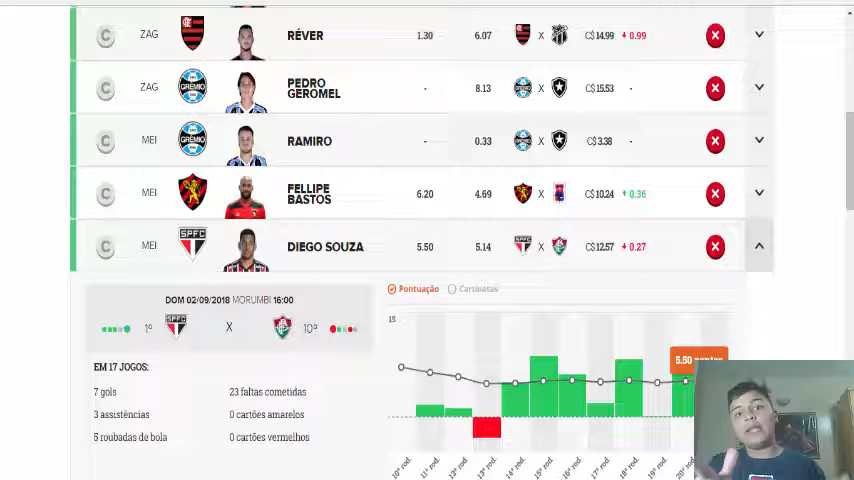 C ZAG RÉVER 1.30 6.07 X C$ 14.99 0.99
C ZAG PEDRO GEROMEL - 8.13 X C$ 15.53 -
C MEI RAMIRO - 0.33 X C$ 3.38 -
C MEI FELLIPE BASTOS 6.20 4.69 X C$ 10.24 0.36
C MEI SPFC DIEGO SOUZA 5.50 5.14 SPFC X C$ 12.57 0.27
DOM 02/09/2018 MORUMBI 16:00
1º SPFC X 10º
EM 17 JOGOS:
7 gols 23 faltas cometidas
3 assistências 0 cartões amarelos
5 roubadas de bola 0 cartões vermelhos
Pontuação Cartoletas
15
5.50 pontos
10ª rod. 11ª rod. 12ª rod. 13ª rod. 14ª rod. 15ª rod. 16ª rod. 17ª rod. 18ª rod. 19ª rod. 20ª rod.